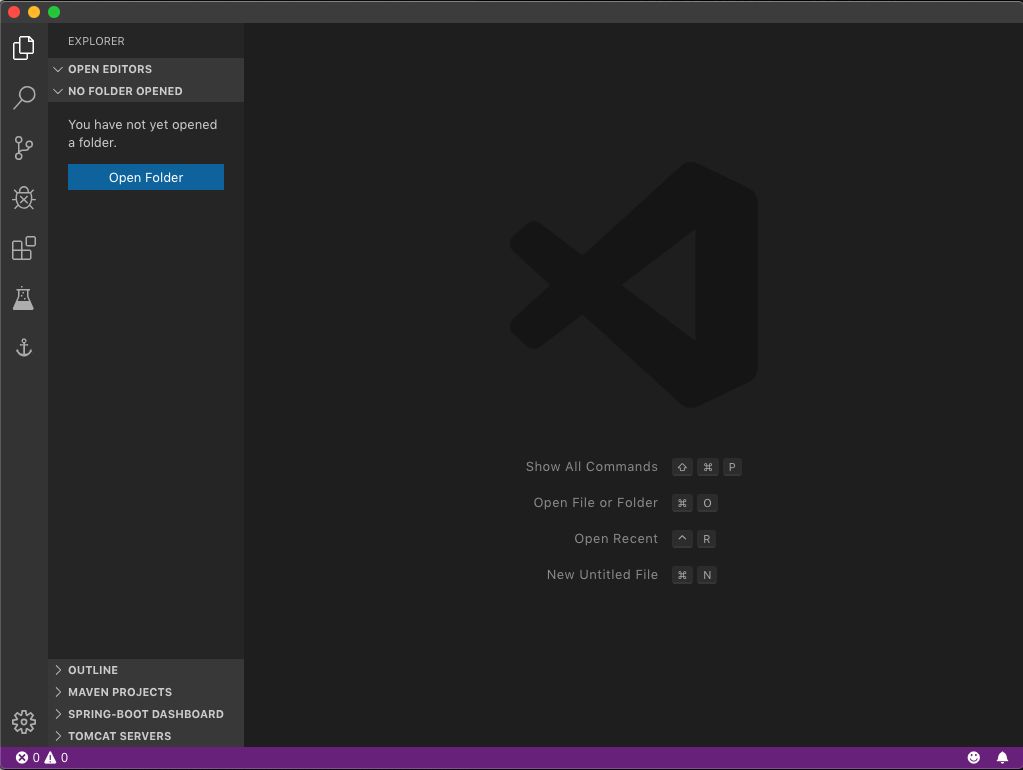 EXPLORER
OPEN EDITORS
NO FOLDER OPENED
You have not yet opened
a folder.
Open Folder
Show All Commands ⇧ ⌘ P
Open File or Folder ⌘ O
Open Recent ⌃ R
New Untitled File ⌘ N
OUTLINE
MAVEN PROJECTS
SPRING-BOOT DASHBOARD
TOMCAT SERVERS
0 0